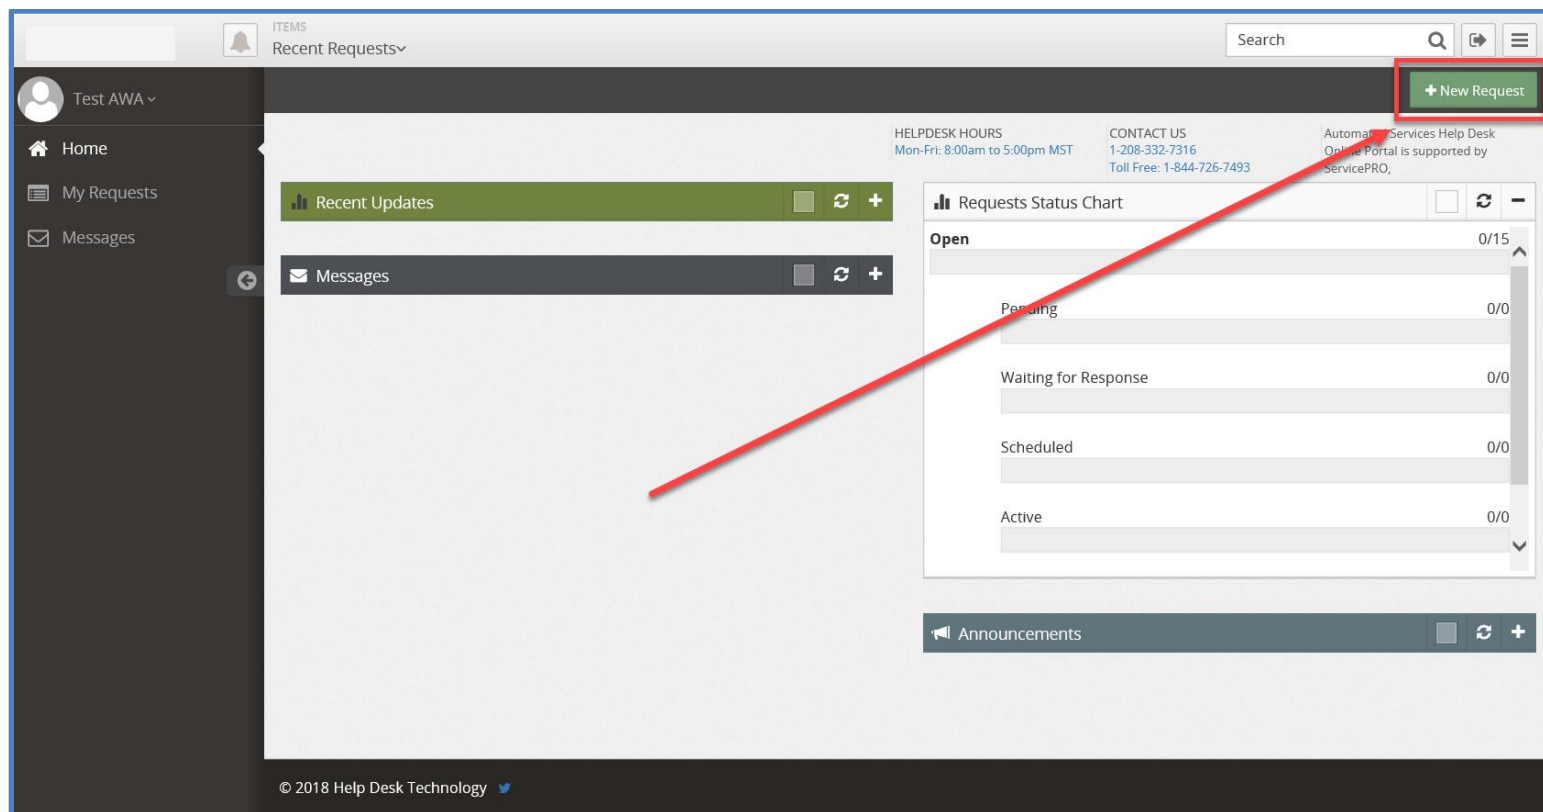 ITEMS
Recent Requests
Search
Test AWA
New Request
Home
My Requests
Messages
HELPDESK HOURS
Mon-Fri: 8:00am to 5:00pm MST
CONTACT US
1-208-332-7316
Toll Free: 1-844-726-7493
Automated Services Help Desk
Online Portal is supported by
ServicePRO,
Recent Updates
Messages
Requests Status Chart
Open 0/15
Pending 0/0
Waiting for Response 0/0
Scheduled 0/0
Active 0/0
Announcements
© 2018 Help Desk Technology